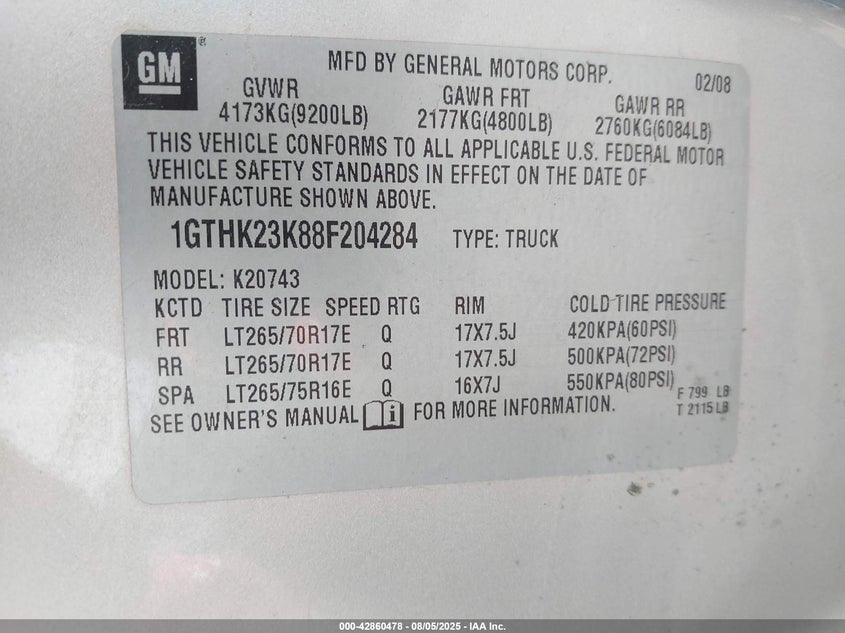 GM ®
MFD BY GENERAL MOTORS CORP. 02/08
GVWR GAWR FRT GAWR RR
4173KG(9200LB) 2177KG(4800LB) 2760KG(6084LB)
THIS VEHICLE CONFORMS TO ALL APPLICABLE U.S. FEDERAL MOTOR
VEHICLE SAFETY STANDARDS IN EFFECT ON THE DATE OF
MANUFACTURE SHOWN ABOVE.
1GTHK23K88F204284 TYPE: TRUCK
MODEL: K20743
KCTD TIRE SIZE SPEED RTG RIM COLD TIRE PRESSURE
FRT LT265/70R17E Q 17X7.5J 420KPA(60PSI)
RR LT265/70R17E Q 17X7.5J 500KPA(72PSI)
SPA LT265/75R16E Q 16X7J 550KPA(80PSI)
F 799 LB
SEE OWNER'S MANUAL i FOR MORE INFORMATION. T 2115 LB
000-42860478 - 08/05/2025 - IAA Inc.